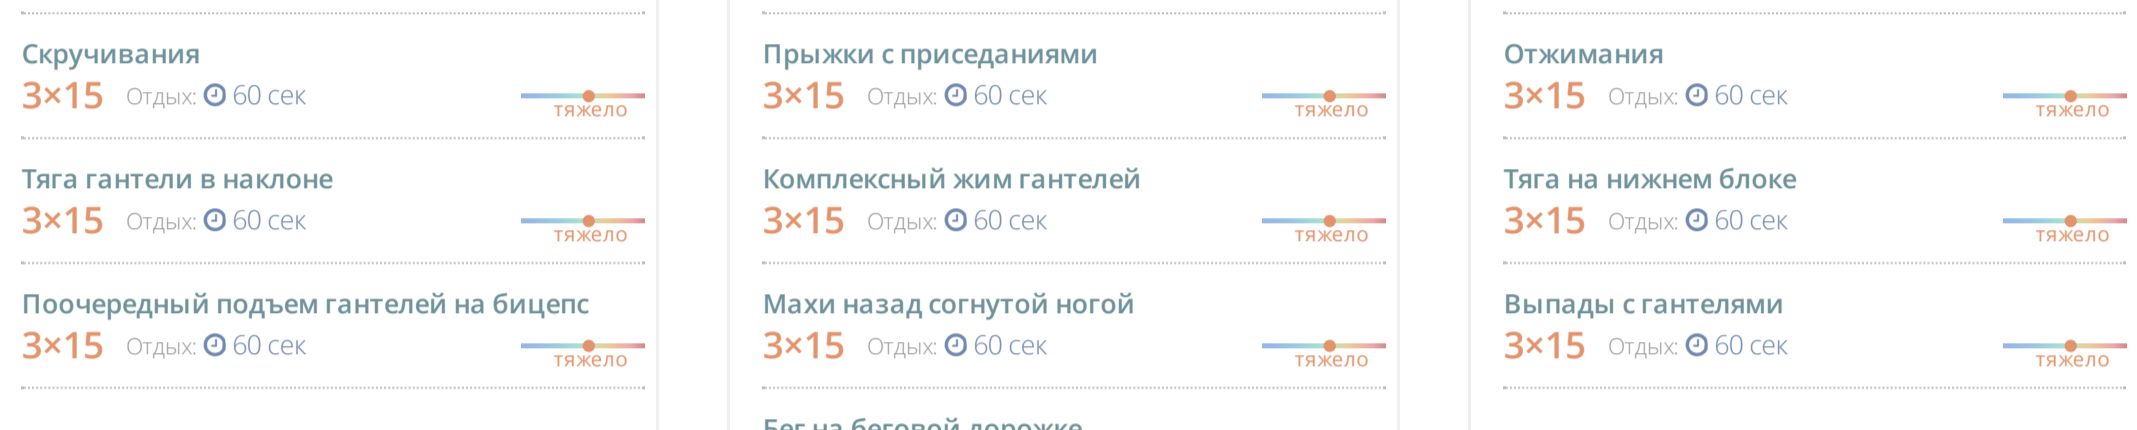 Скручивания
3×15 Отдых: 60 сек
тяжело
Тяга гантели в наклоне
3×15 Отдых: 60 сек
тяжело
Поочередный подъем гантелей на бицепс
3×15 Отдых: 60 сек
тяжело
Прыжки с приседаниями
3×15 Отдых: 60 сек
тяжело
Комплексный жим гантелей
3×15 Отдых: 60 сек
тяжело
Махи назад согнутой ногой
3×15 Отдых: 60 сек
тяжело
Бег на беговой дорожке
Отжимания
3×15 Отдых: 60 сек
тяжело
Тяга на нижнем блоке
3×15 Отдых: 60 сек
тяжело
Выпады с гантелями
3×15 Отдых: 60 сек
тяжело